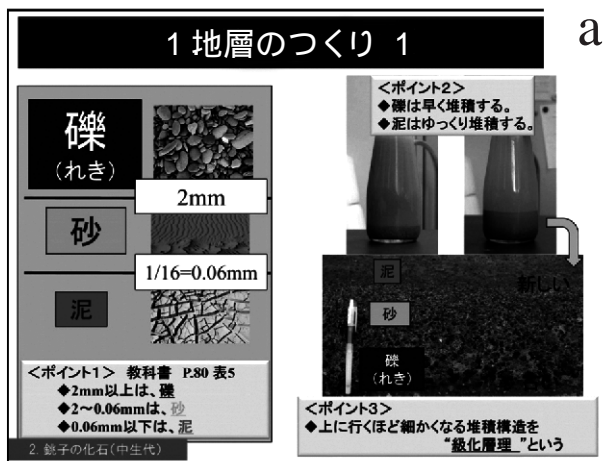 1地層のつくり 1
a
礫
(れき)
2mm
砂
1/16=0.06mm
泥
<ポイント1> 教科書 P.80 表5
◆2mm以上は、礫
◆2～0.06mmは、砂
◆0.06mm以下は、泥
2. 銚子の化石(中生代)
<ポイント2>
◆礫は早く堆積する。
◆泥はゆっくり堆積する。
新しい
泥
砂
礫
(れき)
<ポイント3>
◆上に行くほど細かくなる堆積構造を
"級化層理 "という